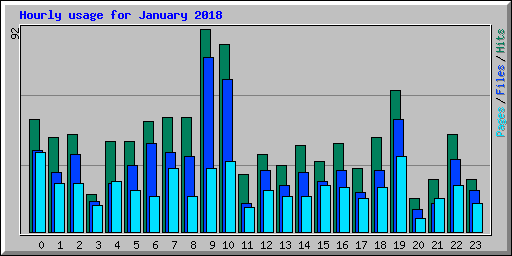 Hourly usage for January 2018
92
Pages/Files/Hits
0 1 2 3 4 5 6 7 8 9 10 11 12 13 14 15 16 17 18 19 20 21 22 23